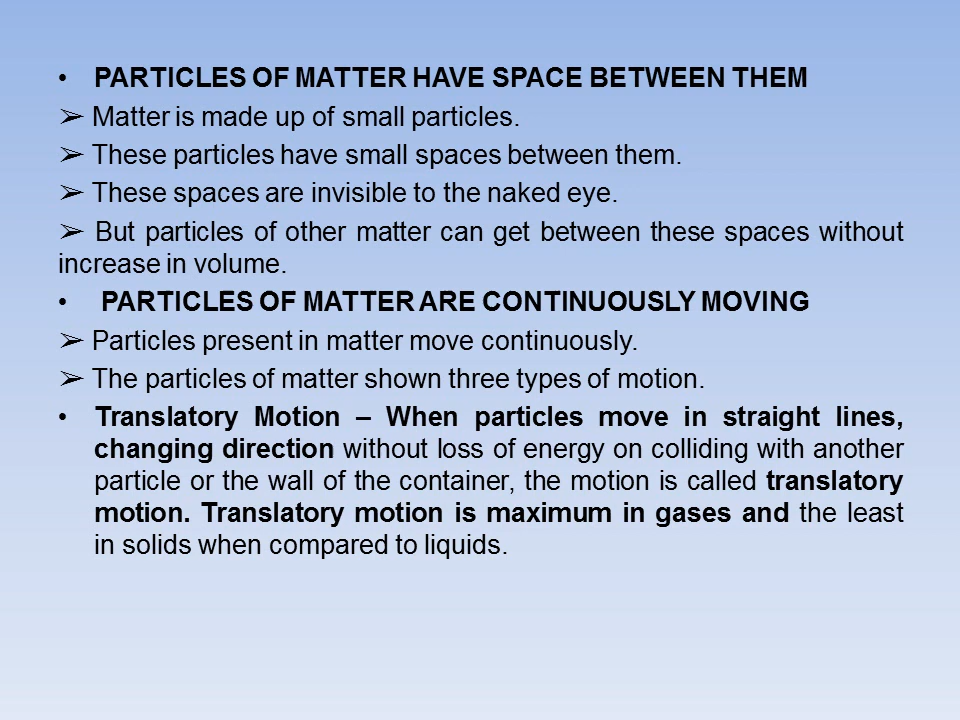 • PARTICLES OF MATTER HAVE SPACE BETWEEN THEM
➢ Matter is made up of small particles.
➢ These particles have small spaces between them.
➢ These spaces are invisible to the naked eye.
➢ But particles of other matter can get between these spaces without
increase in volume.
• PARTICLES OF MATTER ARE CONTINUOUSLY MOVING
➢ Particles present in matter move continuously.
➢ The particles of matter shown three types of motion.
• Translatory Motion – When particles move in straight lines,
changing direction without loss of energy on colliding with another
particle or the wall of the container, the motion is called translatory
motion. Translatory motion is maximum in gases and the least
in solids when compared to liquids.